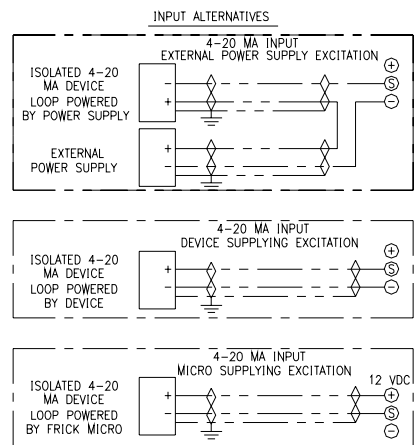 INPUT ALTERNATIVES
4-20 MA INPUT
EXTERNAL POWER SUPPLY EXCITATION
ISOLATED 4-20
MA DEVICE
LOOP POWERED
BY POWER SUPPLY
-
+
+
S
-
EXTERNAL
POWER SUPPLY
+
-
4-20 MA INPUT
DEVICE SUPPLYING EXCITATION
ISOLATED 4-20
MA DEVICE
LOOP POWERED
BY DEVICE
+
-
+
S
-
4-20 MA INPUT
MICRO SUPPLYING EXCITATION
12 VDC
ISOLATED 4-20
MA DEVICE
LOOP POWERED
BY FRICK MICRO
+
-
+
S
-